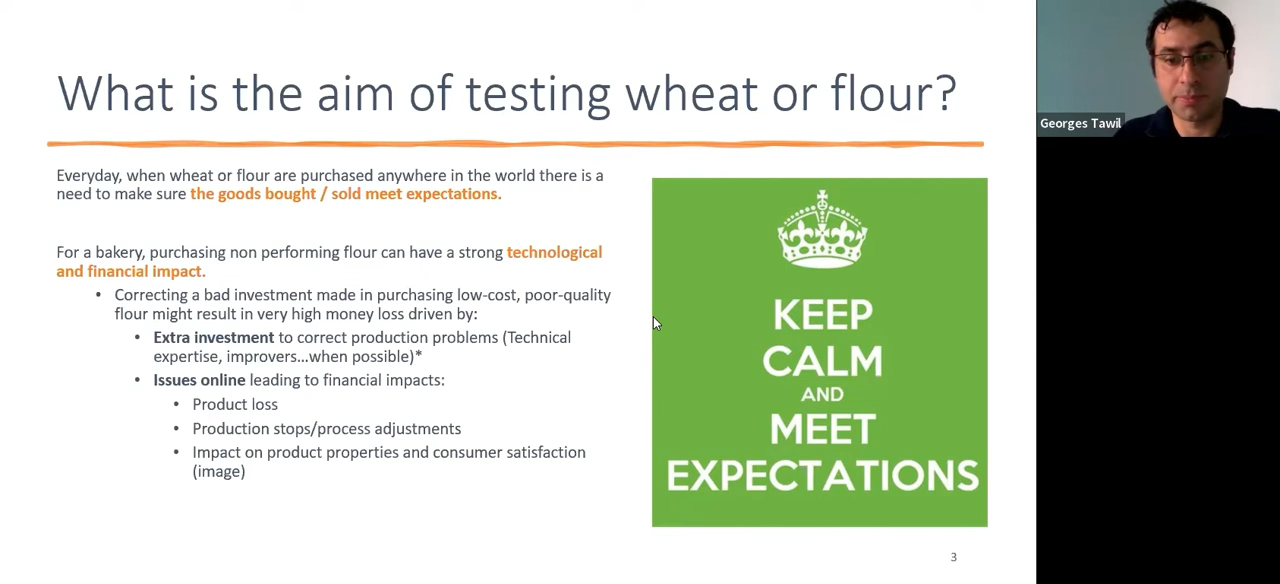 What is the aim of testing wheat or flour?
Everyday, when wheat or flour are purchased anywhere in the world there is a
need to make sure the goods bought / sold meet expectations.
For a bakery, purchasing non performing flour can have a strong technological
and financial impact.
• Correcting a bad investment made in purchasing low-cost, poor-quality
flour might result in very high money loss driven by:
• Extra investment to correct production problems (Technical
expertise, improvers...when possible)*
• Issues online leading to financial impacts:
• Product loss
• Production stops/process adjustments
• Impact on product properties and consumer satisfaction
(image)
KEEP
CALM
AND
MEET
EXPECTATIONS
3
Georges Tawil